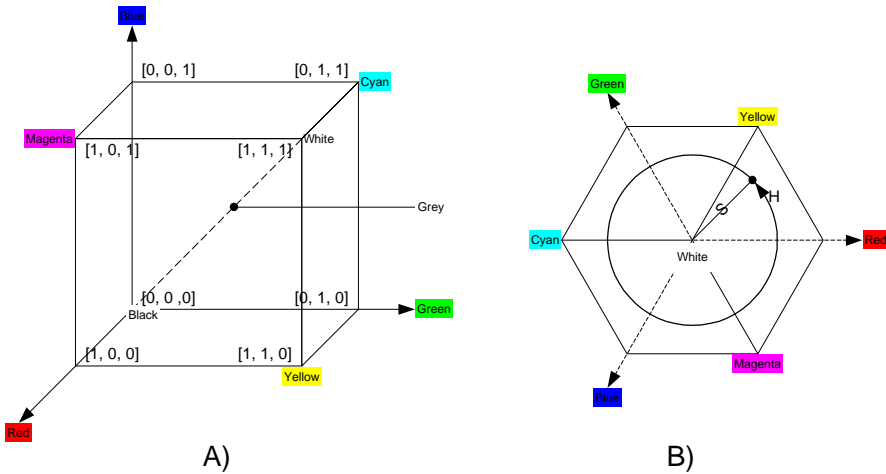 Blue
[0, 0, 1]
[0, 1, 1]
Cyan
Magenta
[1, 0, 1]
[1, 1, 1]
White
Grey
[0, 0 ,0]
[0, 1, 0]
Black
Green
[1, 0, 0]
[1, 1, 0]
Yellow
Red
A)
Green
Yellow
H
S
Cyan
White
Red
Magenta
Blue
B)